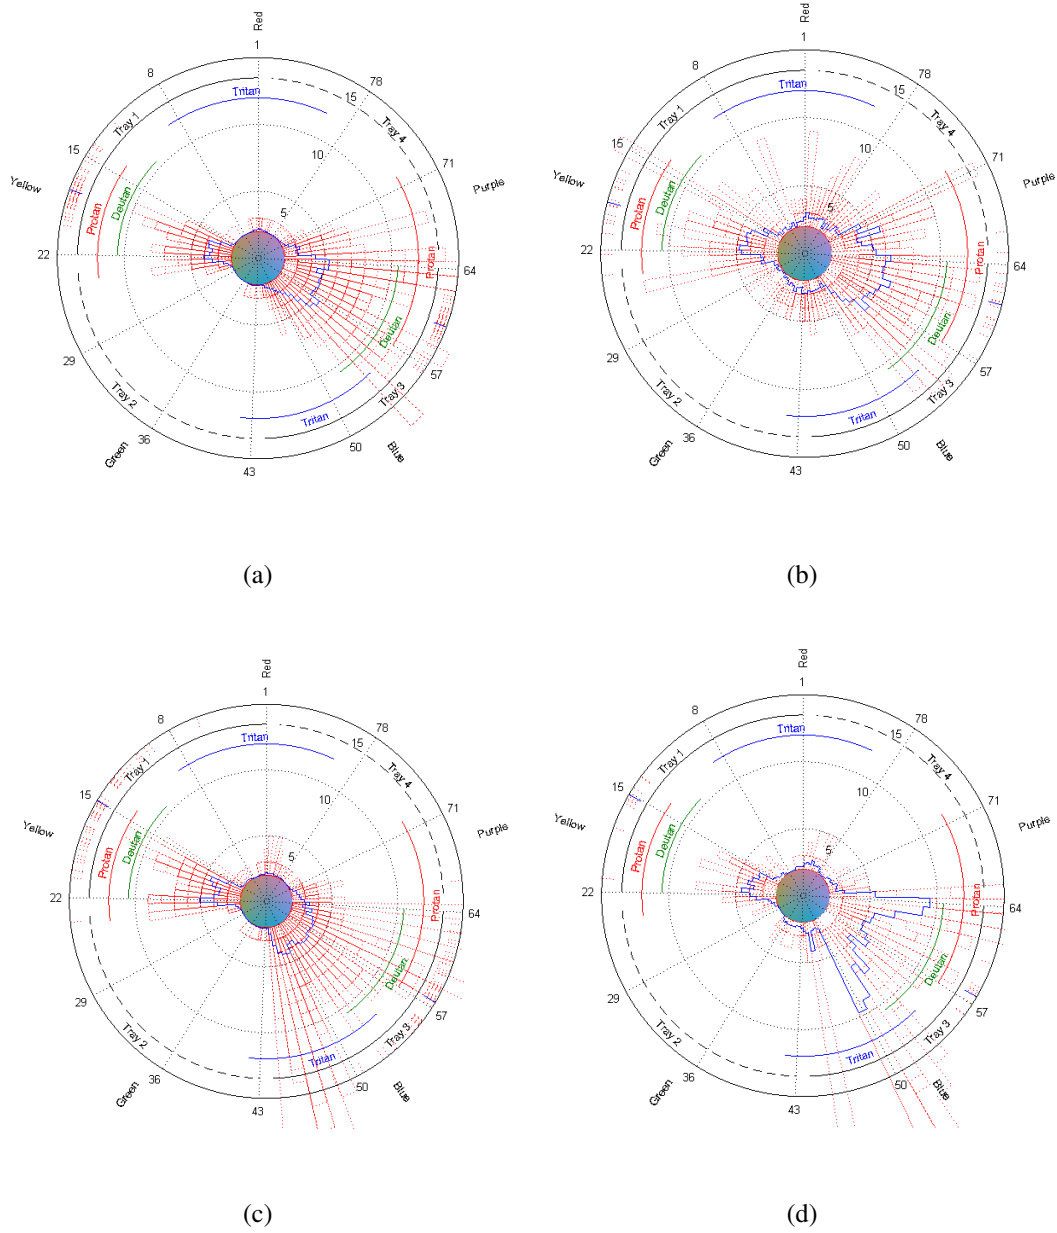 Red
1
8
78
15
Tritan
Tray 1
Tray 4
15
10
71
Yellow
Purple
Protan
Deutan
5
22
64
Protan
Deutan
29
57
Tray 2
Tray 3
Tritan
Green
36
50
Blue
43
(a)
Red
1
8
78
15
Tritan
Tray 1
Tray 4
15
10
71
Yellow
Purple
Protan
Deutan
5
22
64
Protan
Deutan
29
57
Tray 2
Tray 3
Tritan
Green
36
50
Blue
43
(b)
Red
1
8
78
15
Tritan
Tray 1
Tray 4
15
10
71
Yellow
Purple
Protan
Deutan
5
22
64
Protan
Deutan
29
57
Tray 2
Tray 3
Tritan
Green
36
50
Blue
43
(c)
Red
1
8
78
15
Tritan
Tray 1
Tray 4
15
10
71
Yellow
Purple
Protan
Deutan
5
22
64
Protan
Deutan
29
57
Tray 2
Tray 3
Tritan
Green
36
50
Blue
43
(d)